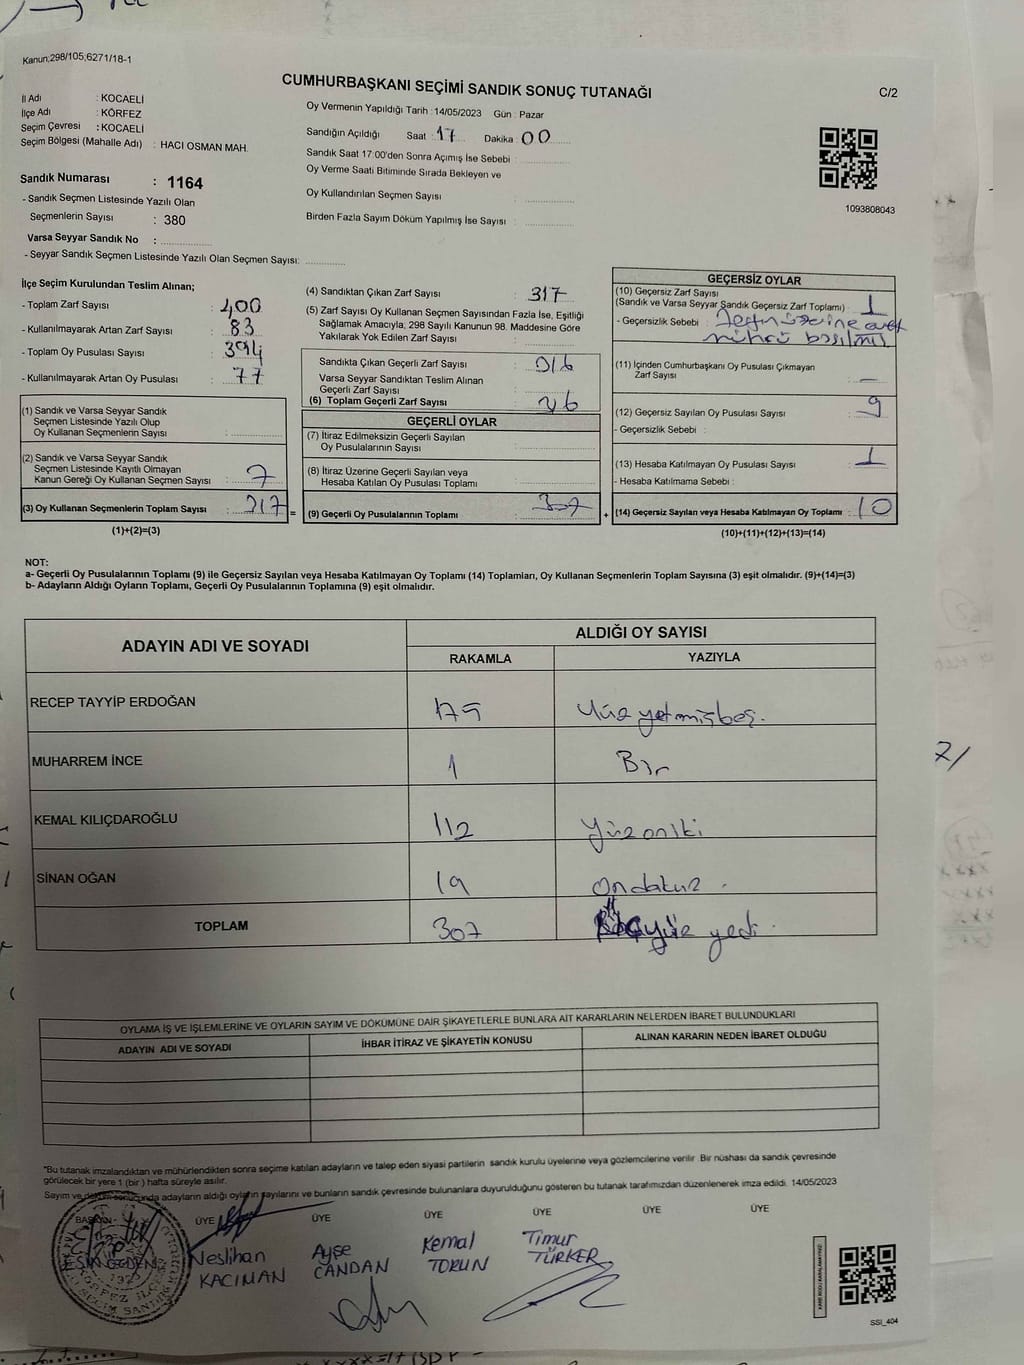 Kanun;298/105;6271/18-1
CUMHURBAŞKANI SEÇİMİ SANDIK SONUÇ TUTANAĞI
C/2
İl Adı : KOCAELİ
İlçe Adı : KÖRFEZ
Seçim Çevresi : KOCAELİ
Seçim Bölgesi (Mahalle Adı) : HACI OSMAN MAH.
Sandık Numarası : 1164
- Sandık Seçmen Listesinde Yazılı Olan
Seçmenlerin Sayısı : 380
Varsa Seyyar Sandık No :
- Seyyar Sandık Seçmen Listesinde Yazılı Olan Seçmen Sayısı:
Oy Vermenin Yapıldığı Tarih : 14/05/2023 Gün : Pazar
Sandığın Açıldığı Saat : 17 Dakika : 00
Sandık Saat 17:00'den Sonra Açımış İse Sebebi :
Oy Verme Saati Bitiminde Sırada Bekleyen ve
Oy Kullandırılan Seçmen Sayısı :
Birden Fazla Sayım Döküm Yapılmış İse Sayısı :
1093808043
İlçe Seçim Kurulundan Teslim Alınan;
- Toplam Zarf Sayısı : 400
- Kullanılmayarak Artan Zarf Sayısı : 83
- Toplam Oy Pusulası Sayısı : 394
- Kullanılmayarak Artan Oy Pusulası : 77
(1) Sandık ve Varsa Seyyar Sandık
Seçmen Listesinde Yazılı Olup
Oy Kullanan Seçmenlerin Sayısı :
(2) Sandık ve Varsa Seyyar Sandık
Seçmen Listesinde Kayıtlı Olmayan
Kanun Gereği Oy Kullanan Seçmen Sayısı : 7
(3) Oy Kullanan Seçmenlerin Toplam Sayısı : 317 =
(1)+(2)=(3)
(4) Sandıktan Çıkan Zarf Sayısı : 317
(5) Zarf Sayısı Oy Kullanan Seçmen Sayısından Fazla İse, Eşitliği
Sağlamak Amacıyla, 298 Sayılı Kanunun 98. Maddesine Göre
Yakılarak Yok Edilen Zarf Sayısı :
Sandıkta Çıkan Geçerli Zarf Sayısı : 316
Varsa Seyyar Sandıktan Teslim Alınan
Geçerli Zarf Sayısı :
(6) Toplam Geçerli Zarf Sayısı :
GEÇERLİ OYLAR
(7) İtiraz Edilmeksizin Geçerli Sayılan
Oy Pusulalarının Sayısı :
(8) İtiraz Üzerine Geçerli Sayılan veya
Hesaba Katılan Oy Pusulası Toplamı :
(9) Geçerli Oy Pusulalarının Toplamı : 307 +
GEÇERSİZ OYLAR
(10) Geçersiz Zarf Sayısı
(Sandık ve Varsa Seyyar Sandık Geçersiz Zarf Toplamı) : 1
- Geçersizlik Sebebi : üzerine evet
mührü basılmış
(11) İçinden Cumhurbaşkanı Oy Pusulası Çıkmayan
Zarf Sayısı : –
(12) Geçersiz Sayılan Oy Pusulası Sayısı : 9
- Geçersizlik Sebebi :
(13) Hesaba Katılmayan Oy Pusulası Sayısı : 1
- Hesaba Katılmama Sebebi :
(14) Geçersiz Sayılan veya Hesaba Katılmayan Oy Toplamı : 10
(10)+(11)+(12)+(13)=(14)
NOT:
a- Geçerli Oy Pusulalarının Toplamı (9) ile Geçersiz Sayılan veya Hesaba Katılmayan Oy Toplamı (14) Toplamları, Oy Kullanan Seçmenlerin Toplam Sayısına (3) eşit olmalıdır. (9)+(14)=(3)
b- Adayların Aldığı Oyların Toplamı, Geçerli Oy Pusulalarının Toplamına (9) eşit olmalıdır.
ADAYIN ADI VE SOYADI
ALDIĞI OY SAYISI
RAKAMLA YAZIYLA
RECEP TAYYİP ERDOĞAN 175 Yüz yetmişbeş.
MUHARREM İNCE 1 Bir
KEMAL KILIÇDAROĞLU 112 Yüzoniki
SİNAN OĞAN 19 Ondokuz.
TOPLAM 307 Üçyüz yedi.
OYLAMA İŞ VE İŞLEMLERİNE VE OYLARIN SAYIM VE DÖKÜMÜNE DAİR ŞİKAYETLERLE BUNLARA AİT KARARLARIN NELERDEN İBARET BULUNDUKLARI
ADAYIN ADI VE SOYADI İHBAR İTİRAZ VE ŞİKAYETİN KONUSU ALINAN KARARIN NEDEN İBARET OLDUĞU
*Bu tutanak imzalandıktan ve mühürlendikten sonra seçime katılan adayların ve talep eden siyasi partilerin sandık kurulu üyelerine veya gözlemcilerine verilir. Bir nüshası da sandık çevresinde
görülecek bir yere 1 (bir ) hafta süreyle asılır.
Sayım ve döküm sonucunda adayların aldığı oyların sayılarını ve bunların sandık çevresinde bulunanlara duyurulduğunu gösteren bu tutanak tarafımızdan düzenlenerek imza edildi. 14/05/2023
BAŞKAN ÜYE ÜYE ÜYE ÜYE ÜYE ÜYE
Neslihan KACIMAN
Ayşe CANDAN
Kemal TORUN
Timur TÜRKER
SSI_404